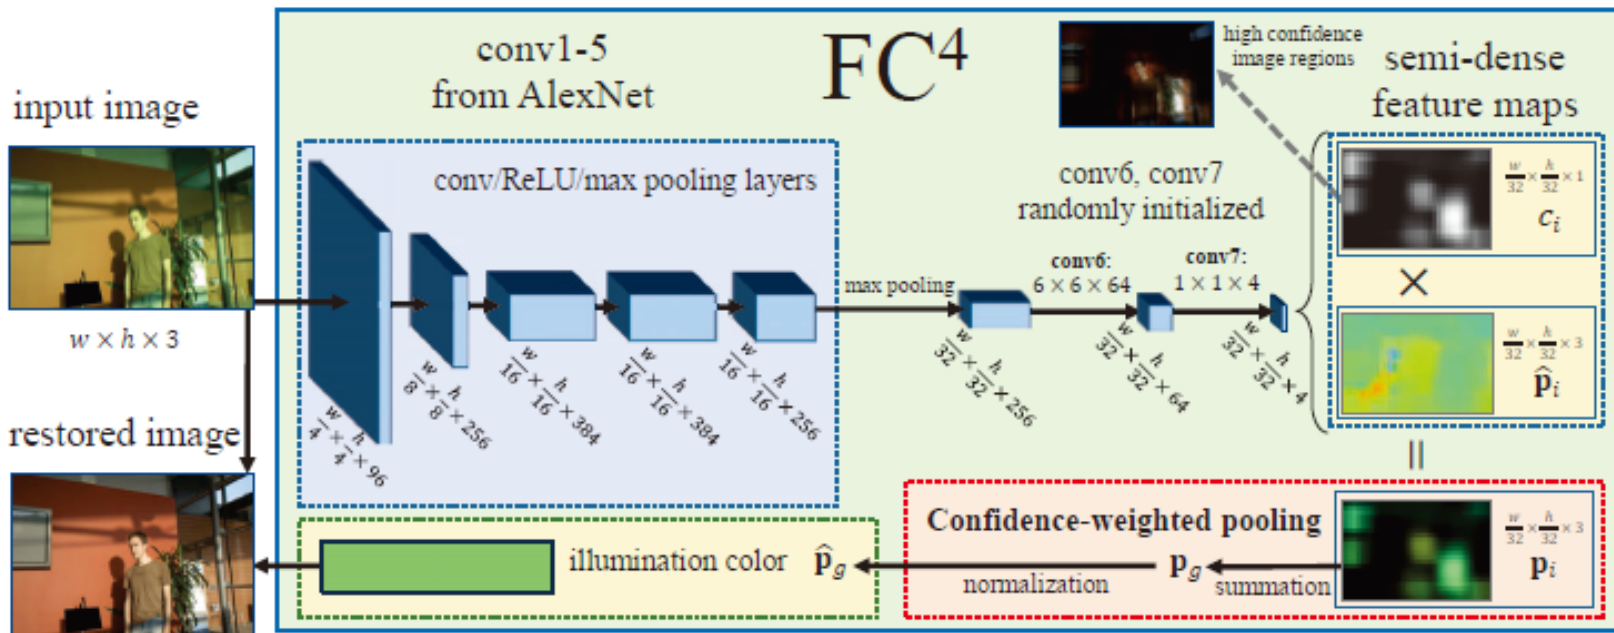 input image
w × h × 3
restored image
conv1-5
from AlexNet
FC⁴
high confidence
image regions
semi-dense
feature maps
conv/ReLU/max pooling layers
w/4 × h/4 × 96
w/8 × h/8 × 256
w/16 × h/16 × 384
w/16 × h/16 × 384
w/16 × h/16 × 256
max pooling
conv6, conv7
randomly initialized
conv6:
6 × 6 × 64
conv7:
1 × 1 × 4
w/32 × h/32 × 256
w/32 × h/32 × 64
w/32 × h/32 × 4
w/32 × h/32 × 1
cᵢ
×
w/32 × h/32 × 3
p̂ᵢ
=
Confidence-weighted pooling
w/32 × h/32 × 3
pᵢ
summation
p_g
normalization
p̂_g
illumination color